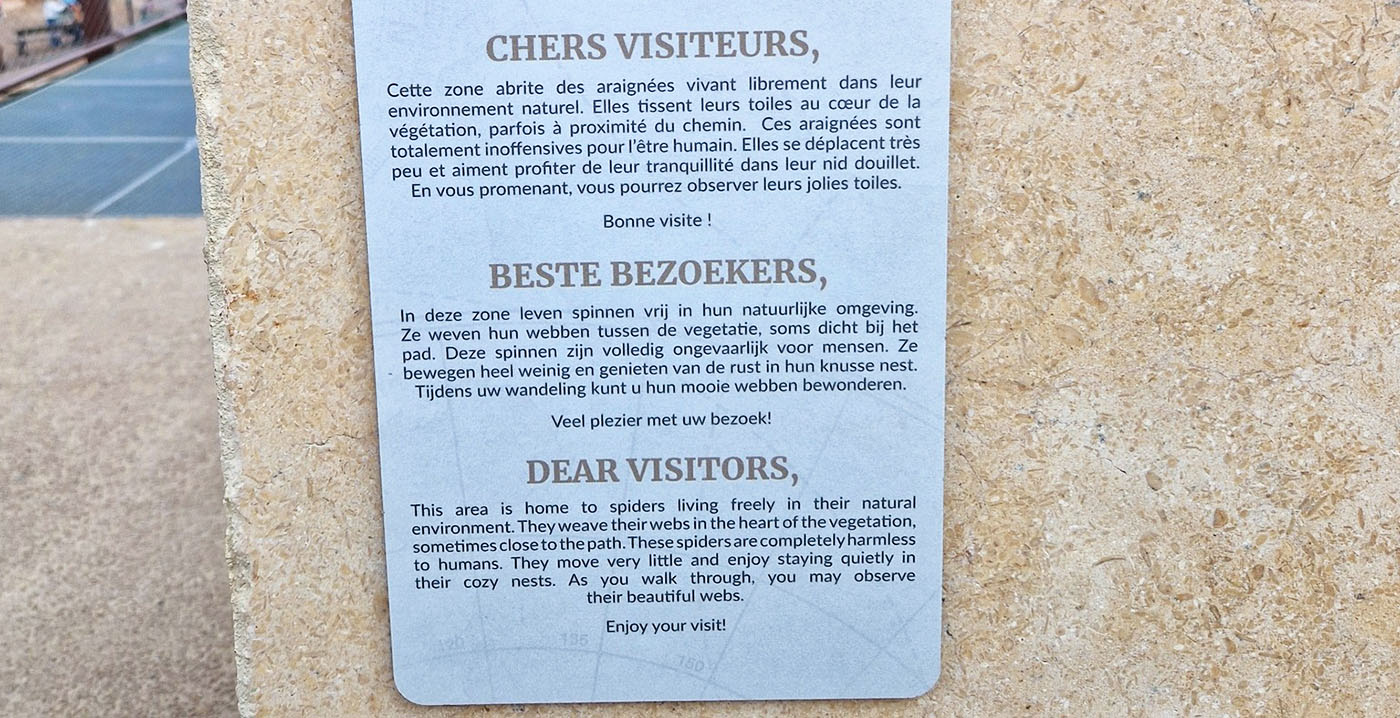 CHERS VISITEURS,
Cette zone abrite des araignées vivant librement dans leur
environnement naturel. Elles tissent leurs toiles au cœur de la
végétation, parfois à proximité du chemin. Ces araignées sont
totalement inoffensives pour l'être humain. Elles se déplacent très
peu et aiment profiter de leur tranquillité dans leur nid douillet.
En vous promenant, vous pourrez observer leurs jolies toiles.
Bonne visite !
BESTE BEZOEKERS,
In deze zone leven spinnen vrij in hun natuurlijke omgeving.
Ze weven hun webben tussen de vegetatie, soms dicht bij het
pad. Deze spinnen zijn volledig ongevaarlijk voor mensen. Ze
bewegen heel weinig en genieten van de rust in hun knusse nest.
Tijdens uw wandeling kunt u hun mooie webben bewonderen.
Veel plezier met uw bezoek!
DEAR VISITORS,
This area is home to spiders living freely in their natural
environment. They weave their webs in the heart of the vegetation,
sometimes close to the path. These spiders are completely harmless
to humans. They move very little and enjoy staying quietly in
their cozy nests. As you walk through, you may observe
their beautiful webs.
Enjoy your visit!